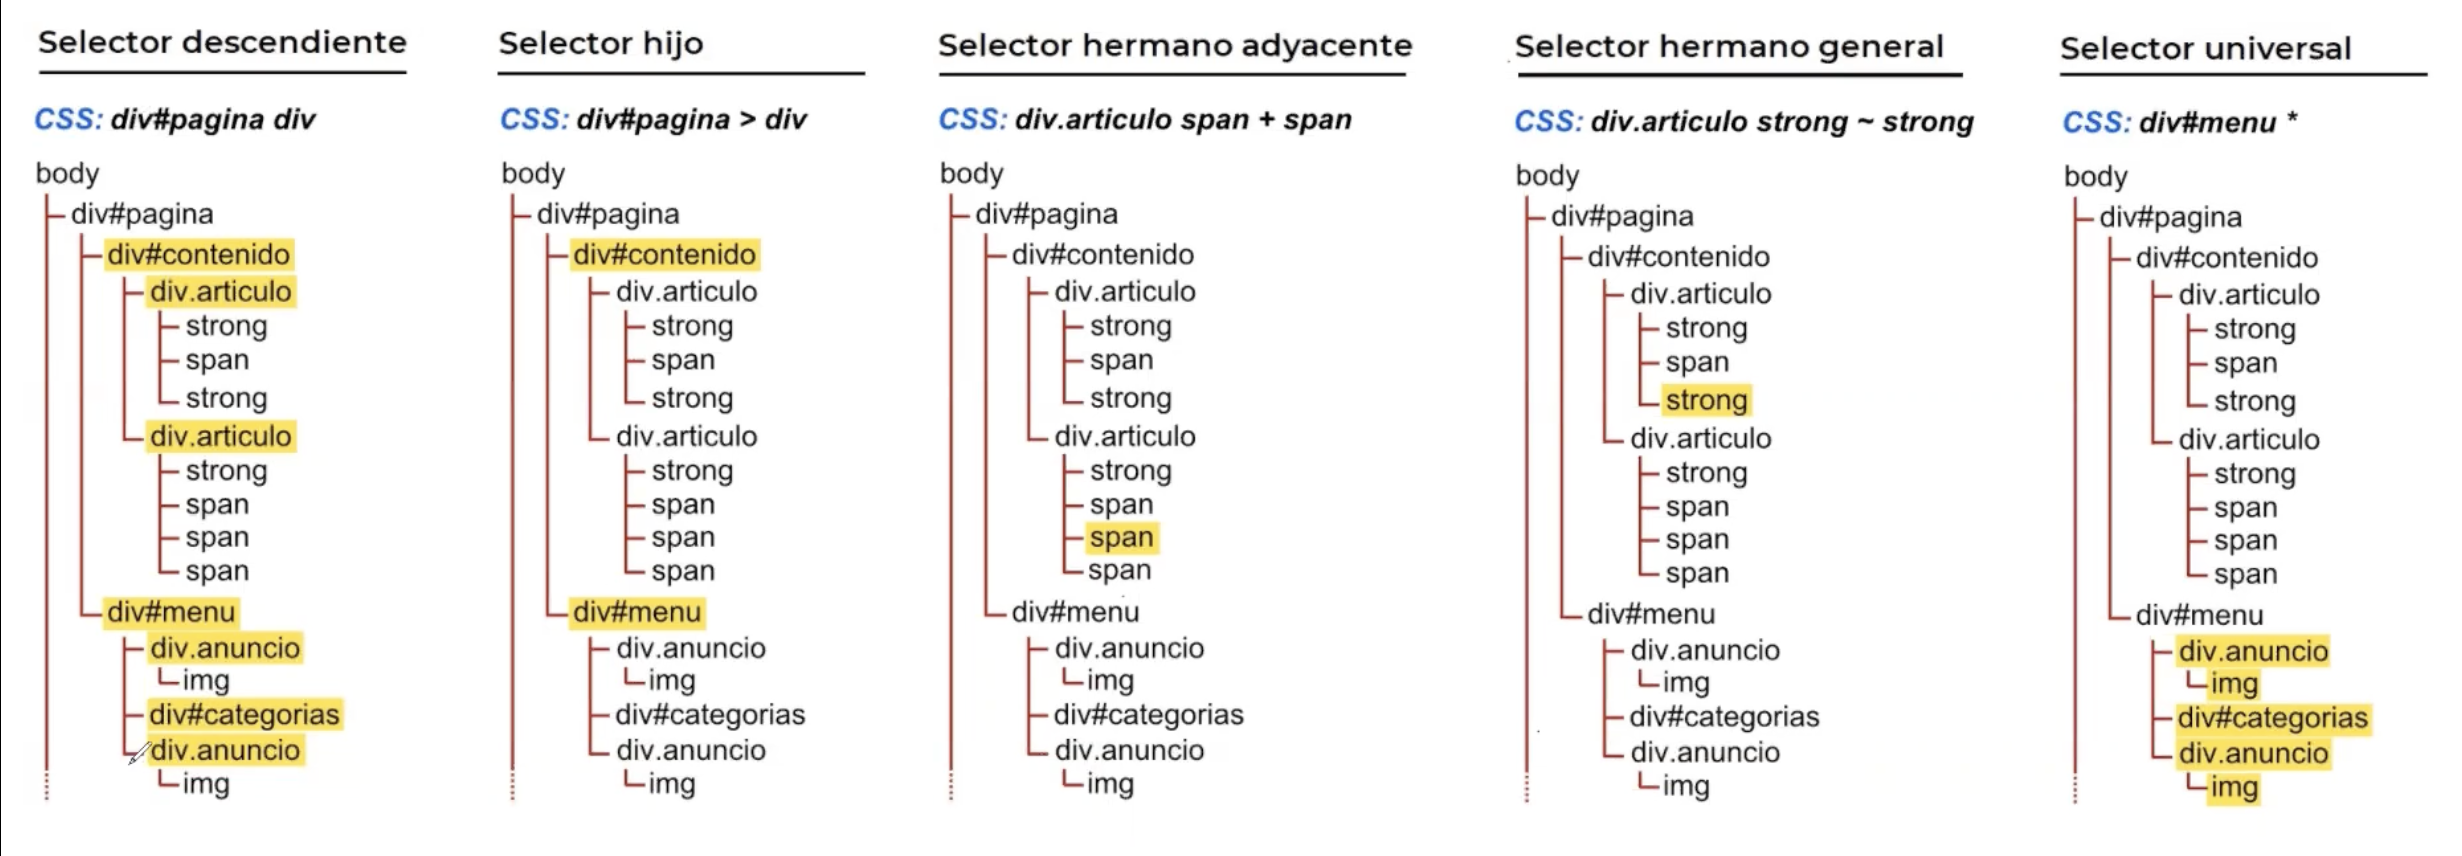 Selector descendiente
CSS: div#pagina div
body
div#pagina
div#contenido
div.articulo
strong
span
strong
div.articulo
strong
span
span
span
div#menu
div.anuncio
img
div#categorias
div.anuncio
img
Selector hijo
CSS: div#pagina > div
body
div#pagina
div#contenido
div.articulo
strong
span
strong
div.articulo
strong
span
span
span
div#menu
div.anuncio
img
div#categorias
div.anuncio
img
Selector hermano adyacente
CSS: div.articulo span + span
body
div#pagina
div#contenido
div.articulo
strong
span
strong
div.articulo
strong
span
span
span
div#menu
div.anuncio
img
div#categorias
div.anuncio
img
Selector hermano general
CSS: div.articulo strong ~ strong
body
div#pagina
div#contenido
div.articulo
strong
span
strong
div.articulo
strong
span
span
span
div#menu
div.anuncio
img
div#categorias
div.anuncio
img
Selector universal
CSS: div#menu *
body
div#pagina
div#contenido
div.articulo
strong
span
strong
div.articulo
strong
span
span
span
div#menu
div.anuncio
img
div#categorias
div.anuncio
img